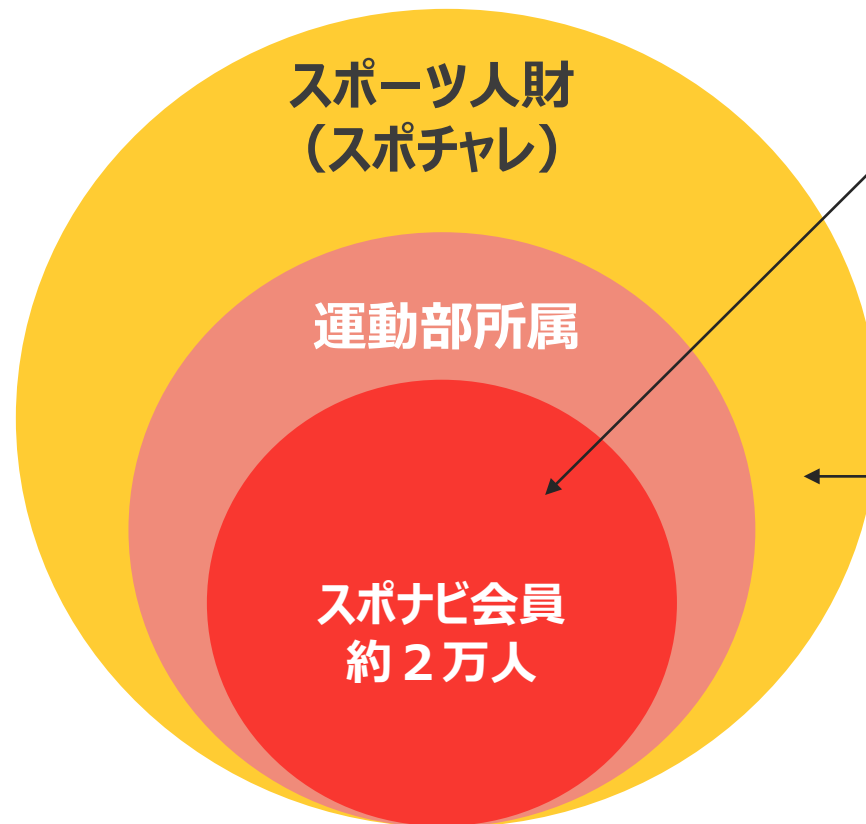 スポーツ人財
（スポチャレ）
運動部所属
スポナビ会員
約２万人